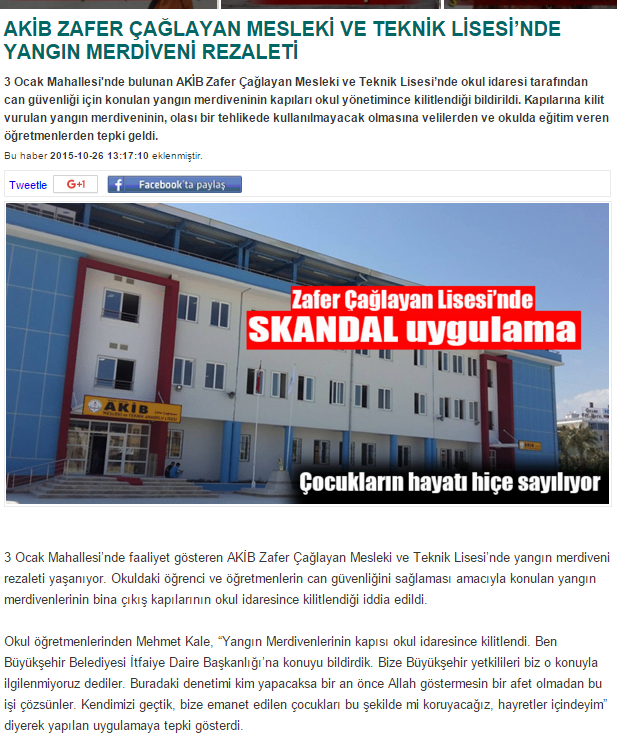 AKİB ZAFER ÇAĞLAYAN MESLEKİ VE TEKNİK LİSESİ’NDE
YANGIN MERDİVENİ REZALETİ
3 Ocak Mahallesi'nde bulunan AKİB Zafer Çağlayan Mesleki ve Teknik Lisesi’nde okul idaresi tarafından
can güvenliği için konulan yangın merdiveninin kapıları okul yönetimince kilitlendiği bildirildi. Kapılarına kilit
vurulan yangın merdiveninin, olası bir tehlikede kullanılmayacak olmasına velilerden ve okulda eğitim veren
öğretmenlerden tepki geldi.
Bu haber 2015-10-26 13:17:10 eklenmiştir.
Tweetle G+1 f Facebook'ta paylaş
Zafer Çağlayan Lisesi’nde
SKANDAL uygulama
AKİB
MESLEKİ VE TEKNİK ANADOLU LİSESİ
AKİB
Çocukların hayatı hiçe sayılıyor
3 Ocak Mahallesi’nde faaliyet gösteren AKİB Zafer Çağlayan Mesleki ve Teknik Lisesi’nde yangın merdiveni
rezaleti yaşanıyor. Okuldaki öğrenci ve öğretmenlerin can güvenliğini sağlaması amacıyla konulan yangın
merdivenlerinin bina çıkış kapılarının okul idaresince kilitlendiği iddia edildi.
Okul öğretmenlerinden Mehmet Kale, “Yangın Merdivenlerinin kapısı okul idaresince kilitlendi. Ben
Büyükşehir Belediyesi İtfaiye Daire Başkanlığı’na konuyu bildirdik. Bize Büyükşehir yetkilileri biz o konuyla
ilgilenmiyoruz dediler. Buradaki denetimi kim yapacaksa bir an önce Allah göstermesin bir afet olmadan bu
işi çözsünler. Kendimizi geçtik, bize emanet edilen çocukları bu şekilde mi koruyacağız, hayretler içindeyim”
diyerek yapılan uygulamaya tepki gösterdi.